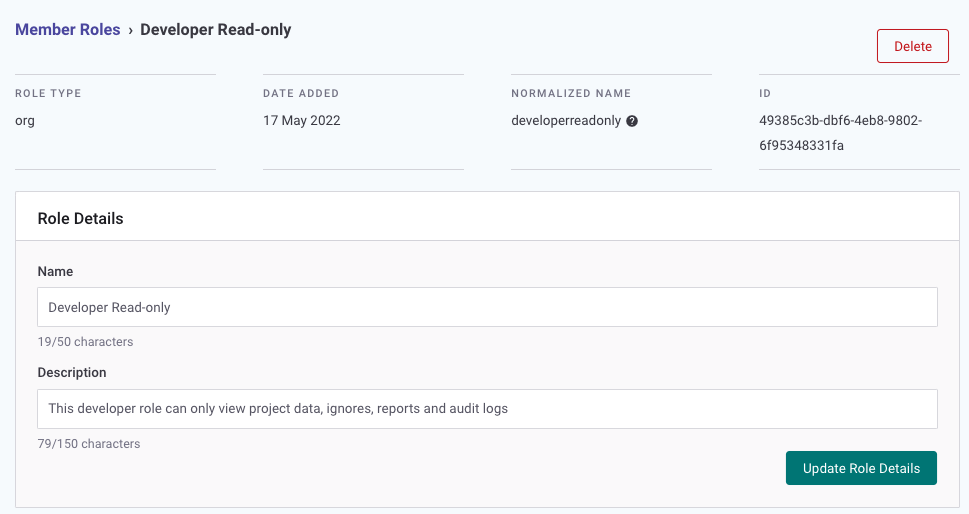 Member Roles › Developer Read-only
Delete
ROLE TYPE
org
DATE ADDED
17 May 2022
NORMALIZED NAME
developerreadonly ?
ID
49385c3b-dbf6-4eb8-9802-
6f95348331fa
Role Details
Name
Developer Read-only
19/50 characters
Description
This developer role can only view project data, ignores, reports and audit logs
79/150 characters
Update Role Details